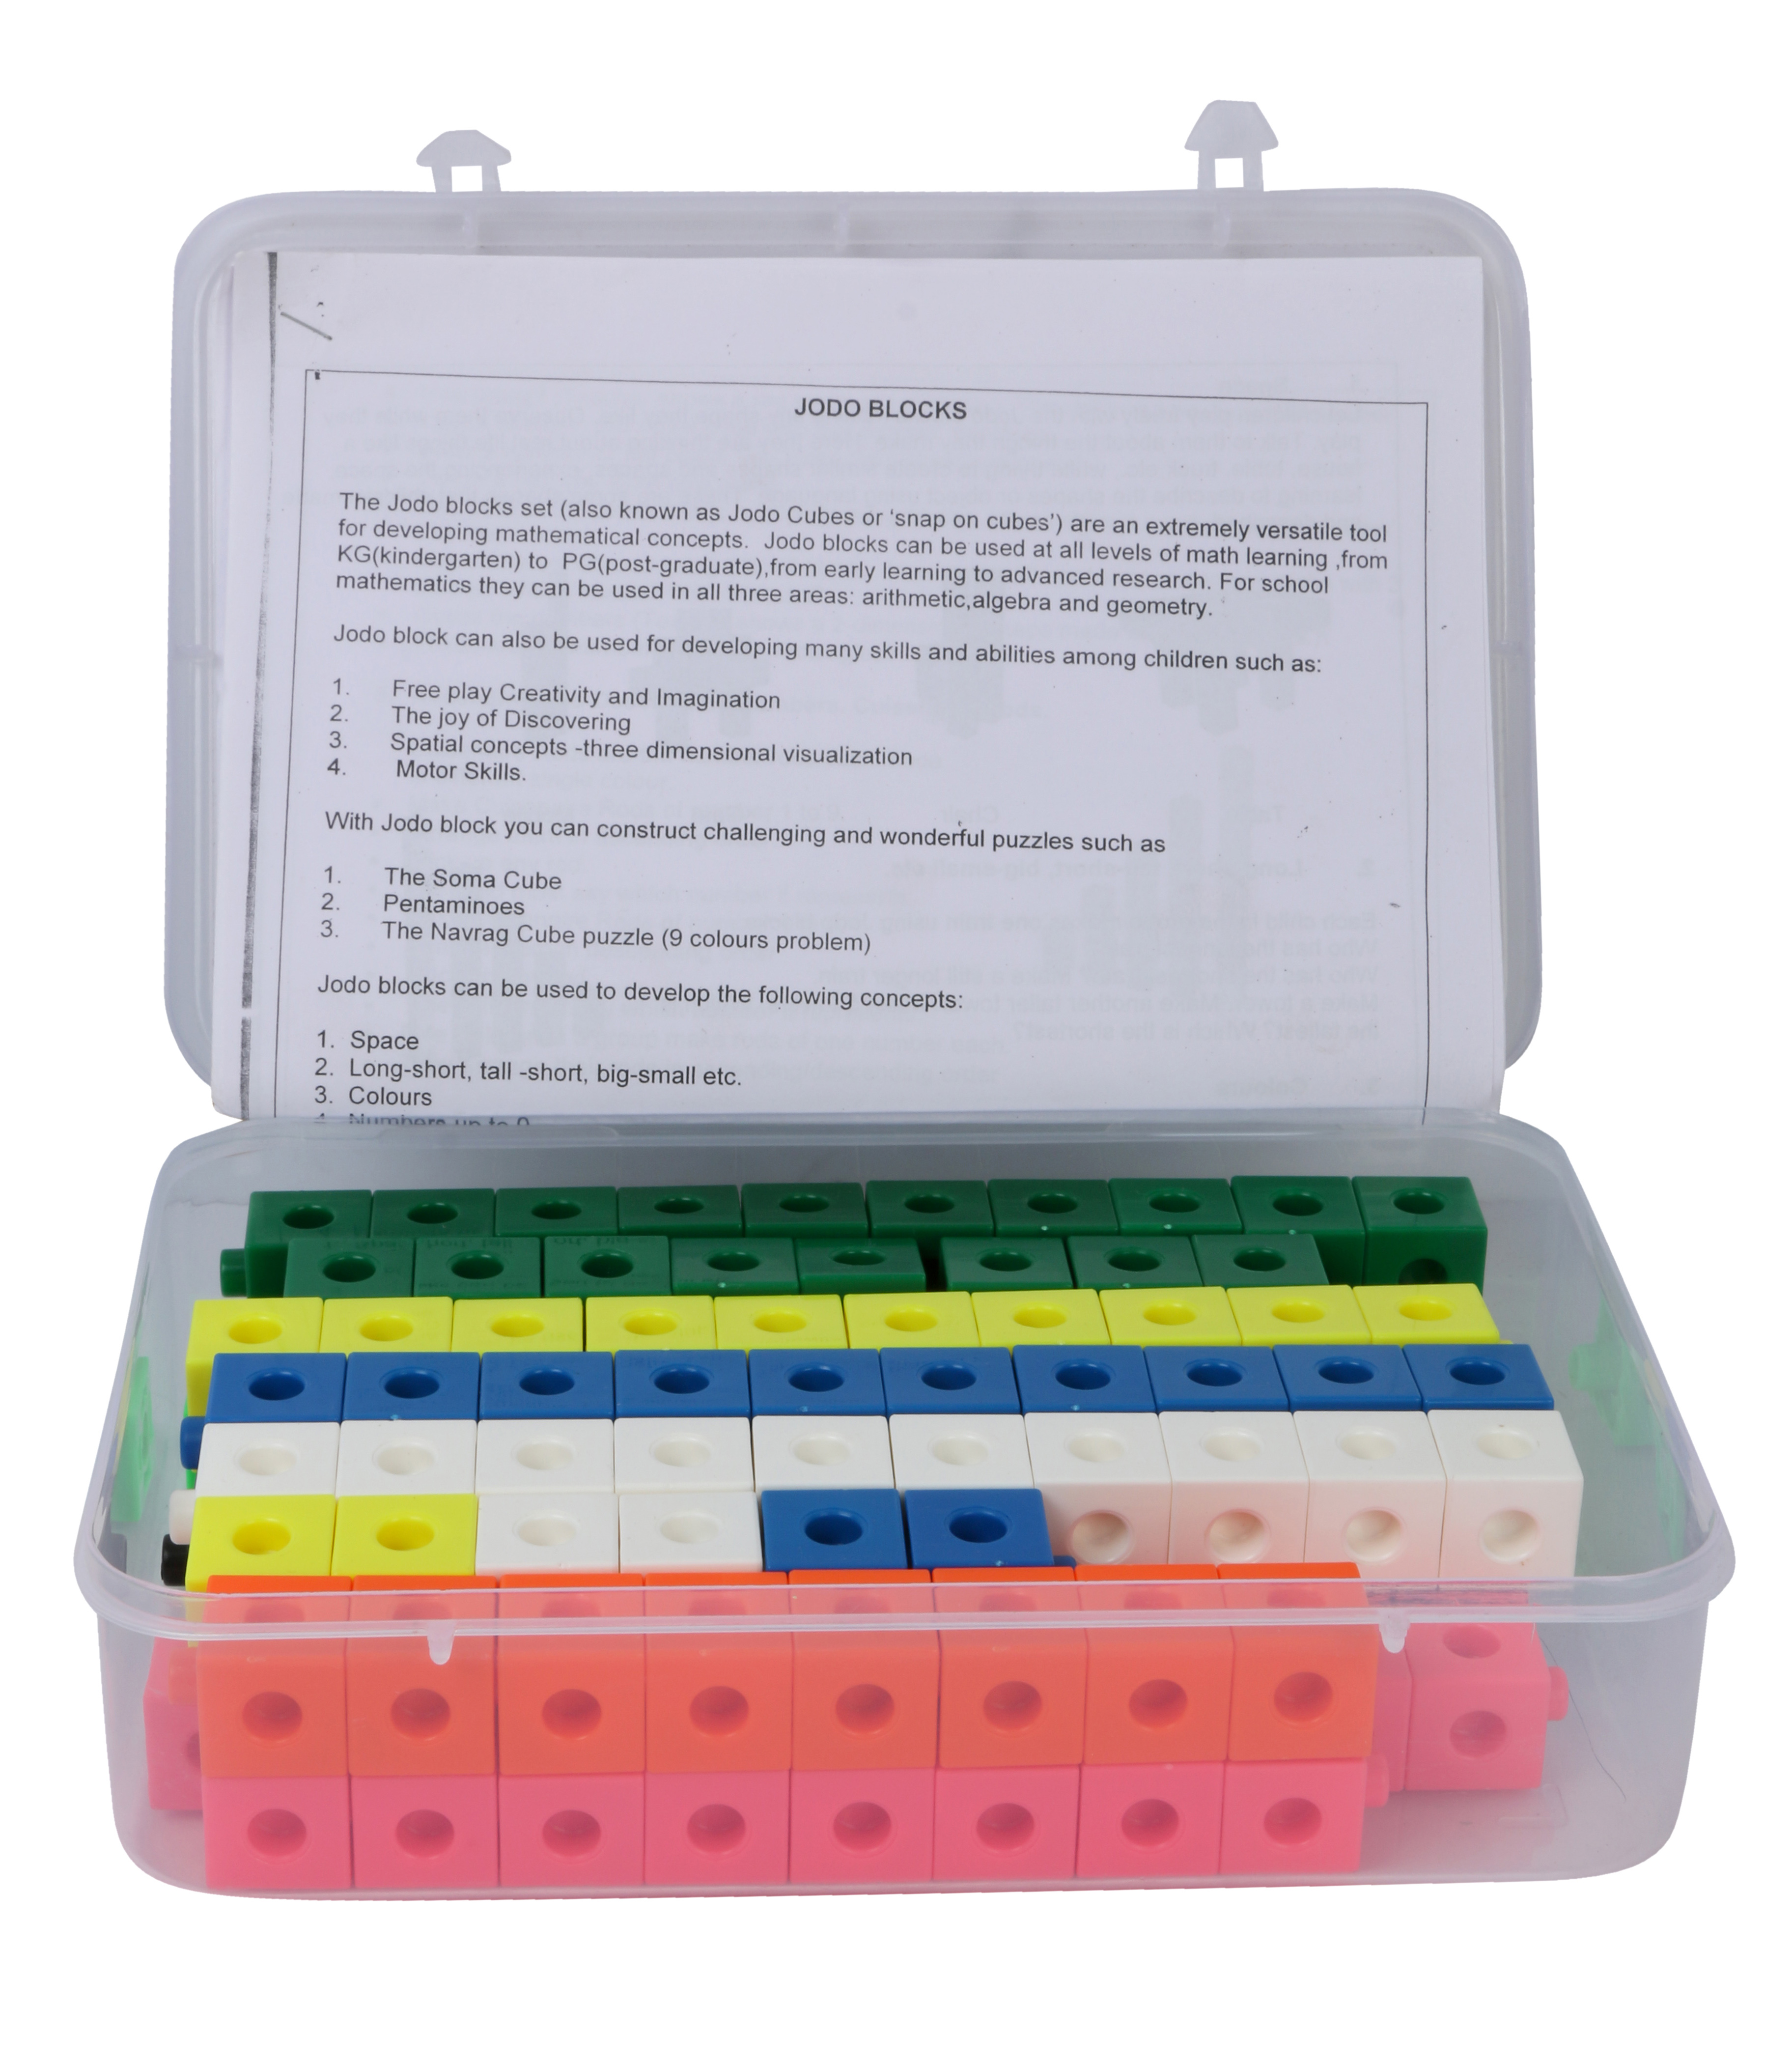 JODO BLOCKS
The Jodo blocks set (also known as Jodo Cubes or ‘snap on cubes’) are an extremely versatile tool
for developing mathematical concepts. Jodo blocks can be used at all levels of math learning ,from
KG(kindergarten) to PG(post-graduate),from early learning to advanced research. For school
mathematics they can be used in all three areas: arithmetic,algebra and geometry.
Jodo block can also be used for developing many skills and abilities among children such as:
1. Free play Creativity and Imagination
2. The joy of Discovering
3. Spatial concepts -three dimensional visualization
4. Motor Skills.
With Jodo block you can construct challenging and wonderful puzzles such as
1. The Soma Cube
2. Pentaminoes
3. The Navrag Cube puzzle (9 colours problem)
Jodo blocks can be used to develop the following concepts:
1. Space
2. Long-short, tall -short, big-small etc.
3. Colours
4. Numbers up to 9